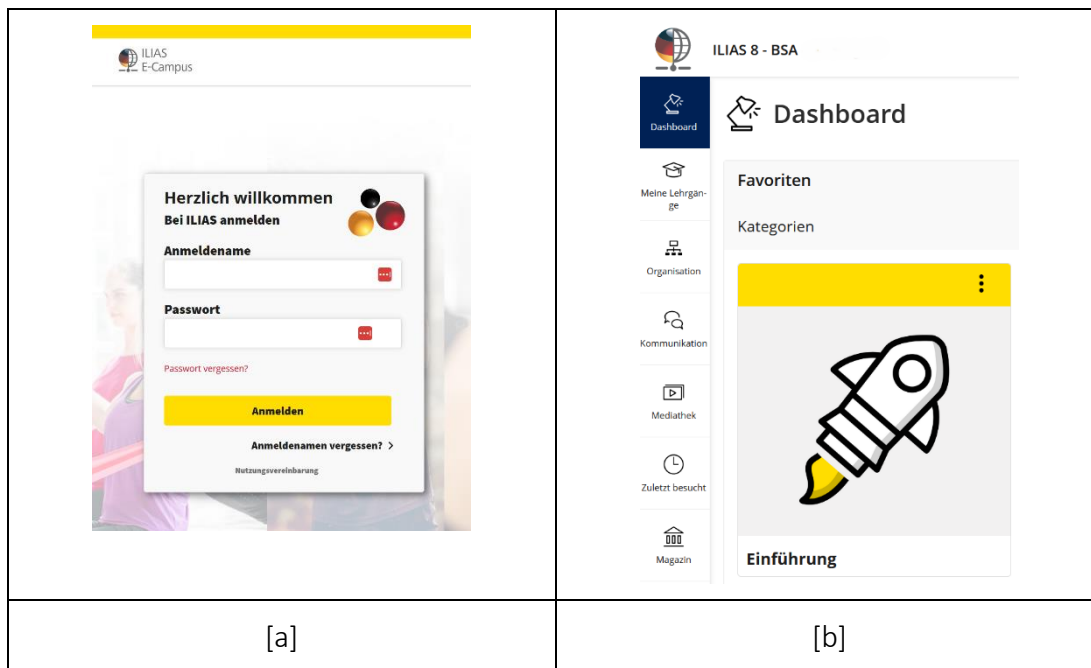 ILIAS
E-Campus
Herzlich willkommen
Bei ILIAS anmelden
Anmeldename
Passwort
Passwort vergessen?
Anmelden
Anmeldenamen vergessen? >
Nutzungsvereinbarung
[a]
ILIAS 8 - BSA
Dashboard
Meine Lehrgän-
ge
Organisation
Kommunikation
Mediathek
Zuletzt besucht
Magazin
Dashboard
Favoriten
Kategorien
Einführung
[b]